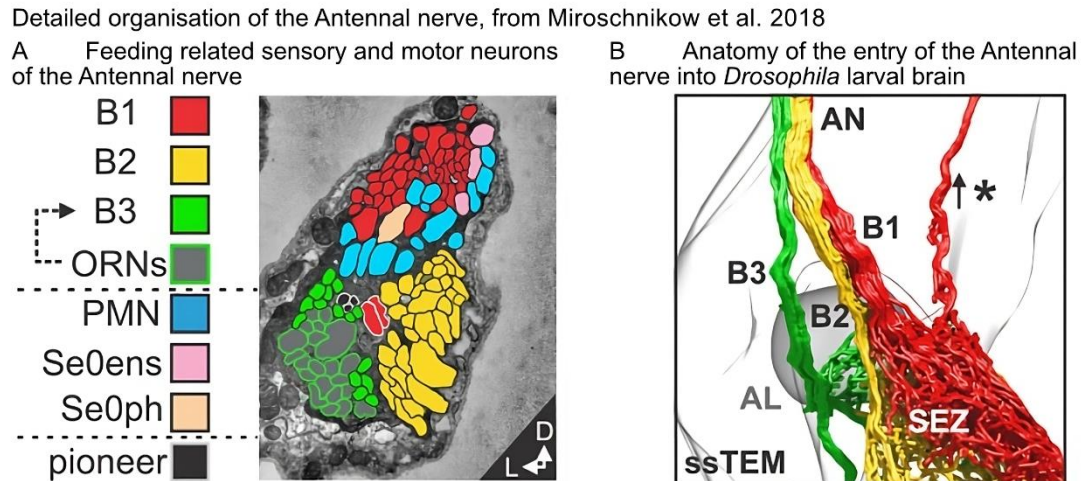 Detailed organisation of the Antennal nerve, from Miroschnikow et al. 2018
A Feeding related sensory and motor neurons
of the Antennal nerve
B1
B2
B3
ORNs
PMN
Se0ens
Se0ph
pioneer
D
L
B Anatomy of the entry of the Antennal
nerve into Drosophila larval brain
AN
*
B1
B3
B2
AL
SEZ
ssTEM